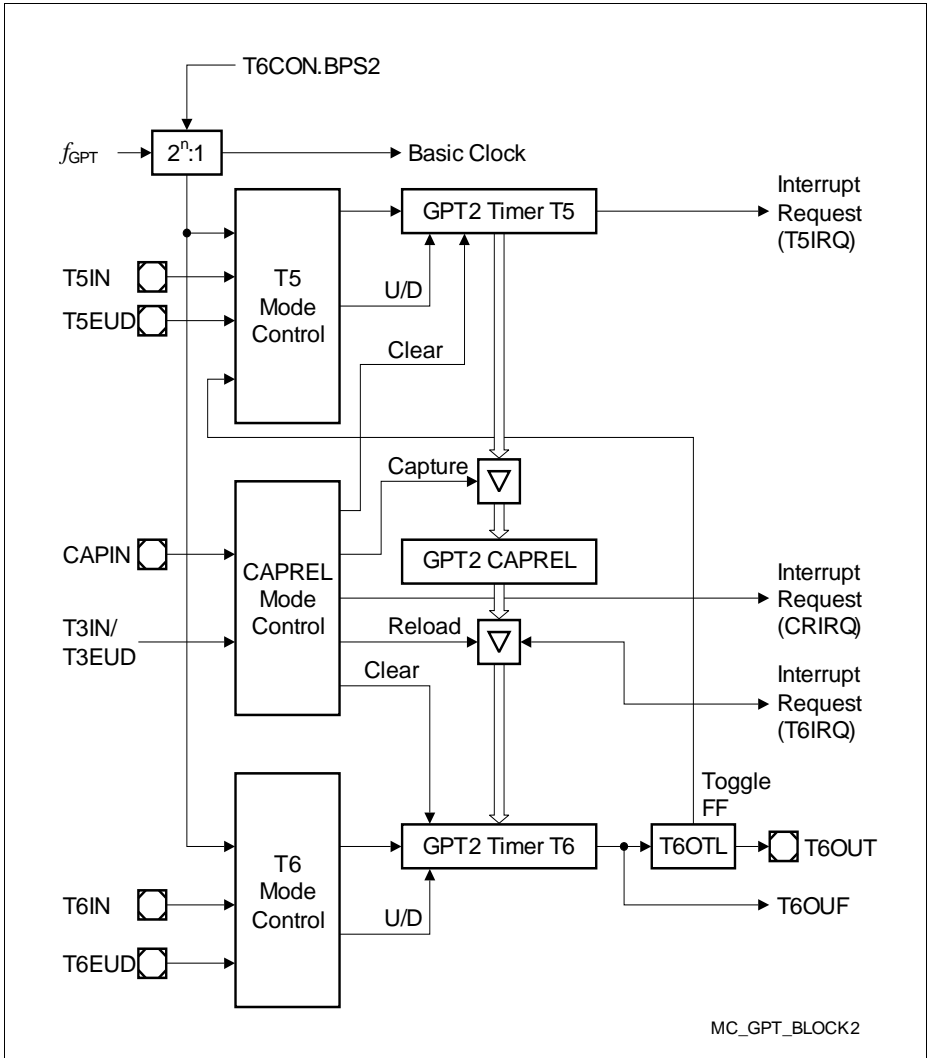 T6CON.BPS2
fGPT
2ⁿ:1
Basic Clock
GPT2 Timer T5
Interrupt
Request
(T5IRQ)
T5IN
T5EUD
T5
Mode
Control
U/D
Clear
Capture
CAPIN
T3IN/
T3EUD
CAPREL
Mode
Control
GPT2 CAPREL
Interrupt
Request
(CRIRQ)
Reload
Clear
Interrupt
Request
(T6IRQ)
Toggle
FF
GPT2 Timer T6
T6OTL
T6OUT
T6OUF
T6IN
T6EUD
T6
Mode
Control
U/D
MC_GPT_BLOCK2